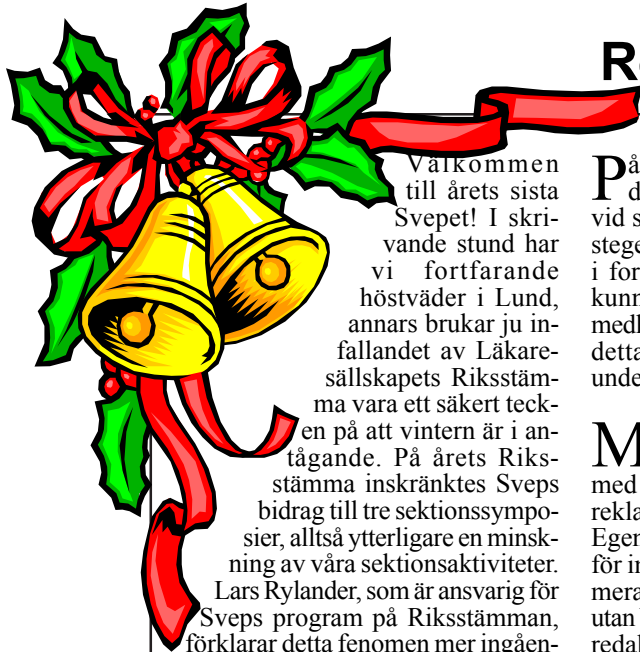 Re
Välkommen
till årets sista
Svepet! I skri-
vande stund har
vi fortfarande
höstväder i Lund,
annars brukar ju in-
fallandet av Läkare-
sällskapets Riksstäm-
ma vara ett säkert teck-
en på att vintern är i an-
tågande. På årets Riks-
stämma inskränktes Sveps
bidrag till tre sektionssympo-
sier, alltså ytterligare en minsk-
ning av våra sektionsaktiviteter.
Lars Rylander, som är ansvarig för
Sveps program på Riksstämman,
förklarar detta fenomen mer ingåen-
På
d
vid s
stege
i for
kunn
medl
detta
unde
M
med
rekla
Egen
för in
mera
utan
redak